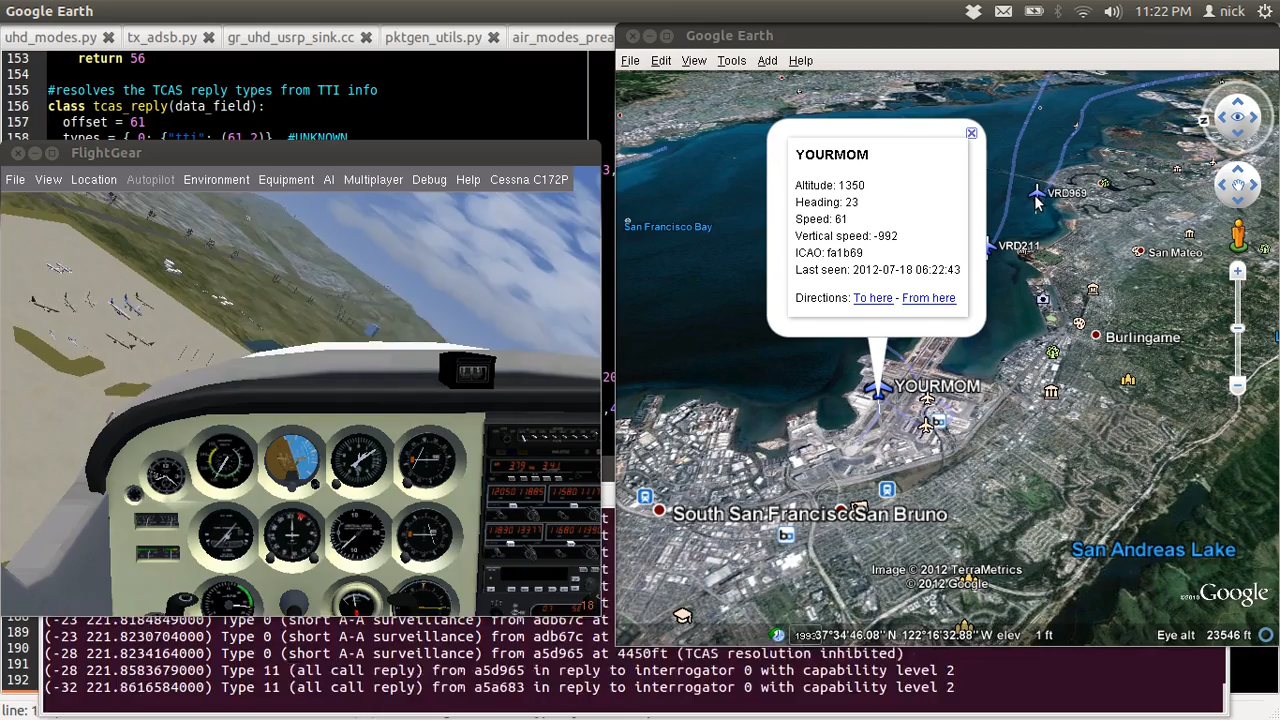 Google Earth
11:22 PM nick
uhd_modes.py tx_adsb.py gr_uhd_usrp_sink.cc pktgen_utils.py air_modes_prea
153 return 56
154
155 #resolves the TCAS reply types from TTI info
156 class tcas_reply(data_field):
157 offset = 61
158 types = { 0: {"tti": (61,2)}, #UNKNOWN
FlightGear
File View Location Autopilot Environment Equipment AI Multiplayer Debug Help Cessna C172P
Google Earth
File Edit View Tools Add Help
YOURMOM
Altitude: 1350
Heading: 23
Speed: 61
Vertical speed: -992
ICAO: fa1b69
Last seen: 2012-07-18 06:22:43
Directions: To here - From here
VRD969
VRD211
San Francisco Bay
San Mateo
Burlingame
YOURMOM
South San Francisco
San Bruno
San Andreas Lake
Image © 2012 TerraMetrics
© 2012 Google
Google
1993 37°34'46.08" N 122°16'32.88" W elev 1 ft Eye alt 23546 ft
189 (-23 221.8184849000) Type 0 (short A-A surveillance) from adb67c at
190 (-23 221.8230704000) Type 0 (short A-A surveillance) from adb67c at
(-28 221.8234164000) Type 0 (short A-A surveillance) from a5d965 at 4450ft (TCAS resolution inhibited)
191 (-28 221.8583679000) Type 11 (all call reply) from a5d965 in reply to interrogator 0 with capability level 2
192 (-32 221.8616584000) Type 11 (all call reply) from a5a683 in reply to interrogator 0 with capability level 2
line: 1